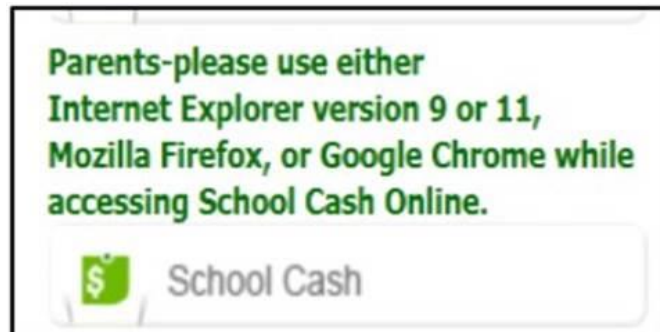 Parents-please use either
Internet Explorer version 9 or 11,
Mozilla Firefox, or Google Chrome while
accessing School Cash Online.
$ School Cash